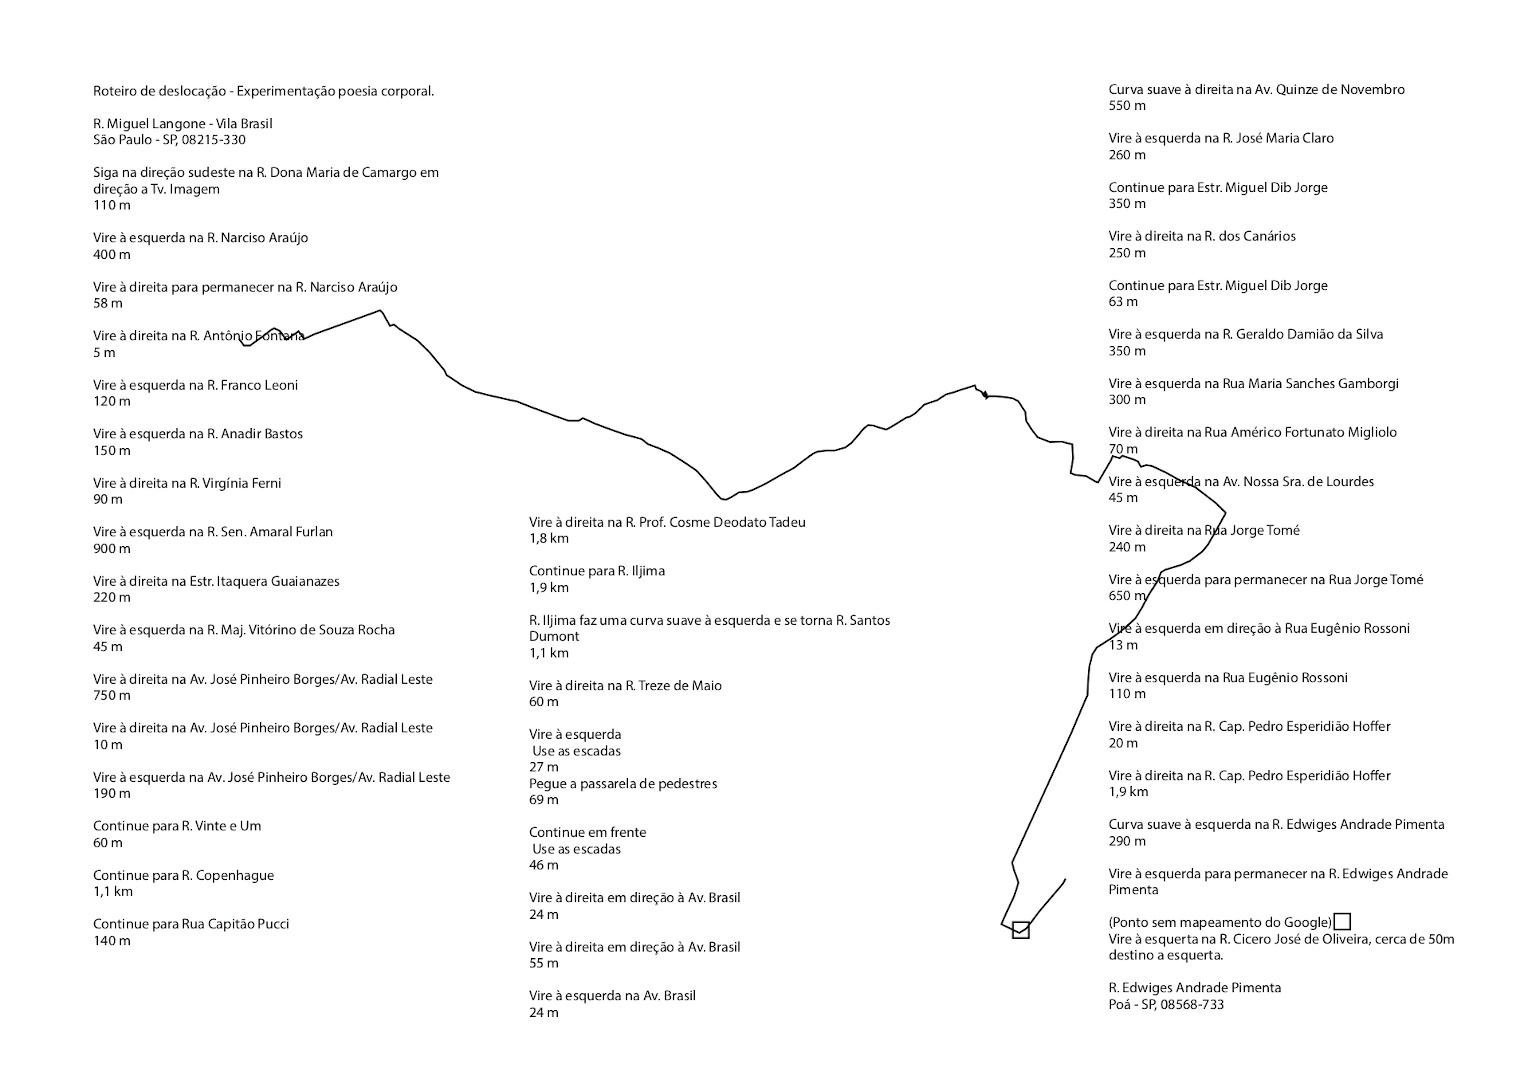 Roteiro de deslocação - Experimentação poesia corporal.
R. Miguel Langone - Vila Brasil
São Paulo - SP, 08215-330
Siga na direção sudeste na R. Dona Maria de Camargo em
direção a Tv. Imagem
110 m
Vire à esquerda na R. Narciso Araújo
400 m
Vire à direita para permanecer na R. Narciso Araújo
58 m
Vire à direita na R. Antônio Fontana
5 m
Vire à esquerda na R. Franco Leoni
120 m
Vire à esquerda na R. Anadir Bastos
150 m
Vire à direita na R. Virgínia Ferni
90 m
Vire à esquerda na R. Sen. Amaral Furlan
900 m
Vire à direita na Estr. Itaquera Guaianazes
220 m
Vire à esquerda na R. Maj. Vitórino de Souza Rocha
45 m
Vire à direita na Av. José Pinheiro Borges/Av. Radial Leste
750 m
Vire à direita na Av. José Pinheiro Borges/Av. Radial Leste
10 m
Vire à esquerda na Av. José Pinheiro Borges/Av. Radial Leste
190 m
Continue para R. Vinte e Um
60 m
Continue para R. Copenhague
1,1 km
Continue para Rua Capitão Pucci
140 m
Vire à direita na R. Prof. Cosme Deodato Tadeu
1,8 km
Continue para R. Iljima
1,9 km
R. Iljima faz uma curva suave à esquerda e se torna R. Santos
Dumont
1,1 km
Vire à direita na R. Treze de Maio
60 m
Vire à esquerda
Use as escadas
27 m
Pegue a passarela de pedestres
69 m
Continue em frente
Use as escadas
46 m
Vire à direita em direção à Av. Brasil
24 m
Vire à direita em direção à Av. Brasil
55 m
Vire à esquerda na Av. Brasil
24 m
Curva suave à direita na Av. Quinze de Novembro
550 m
Vire à esquerda na R. José Maria Claro
260 m
Continue para Estr. Miguel Dib Jorge
350 m
Vire à direita na R. dos Canários
250 m
Continue para Estr. Miguel Dib Jorge
63 m
Vire à esquerda na R. Geraldo Damião da Silva
350 m
Vire à esquerda na Rua Maria Sanches Gamborgi
300 m
Vire à direita na Rua Américo Fortunato Migliolo
70 m
Vire à esquerda na Av. Nossa Sra. de Lourdes
45 m
Vire à direita na Rua Jorge Tomé
240 m
Vire à esquerda para permanecer na Rua Jorge Tomé
650 m
Vire à esquerda em direção à Rua Eugênio Rossoni
13 m
Vire à esquerda na Rua Eugênio Rossoni
110 m
Vire à direita na R. Cap. Pedro Esperidião Hoffer
20 m
Vire à direita na R. Cap. Pedro Esperidião Hoffer
1,9 km
Curva suave à esquerda na R. Edwiges Andrade Pimenta
290 m
Vire à esquerda para permanecer na R. Edwiges Andrade
Pimenta
(Ponto sem mapeamento do Google)
Vire à esquerta na R. Cicero José de Oliveira, cerca de 50m
destino a esquerta.
R. Edwiges Andrade Pimenta
Poá - SP, 08568-733